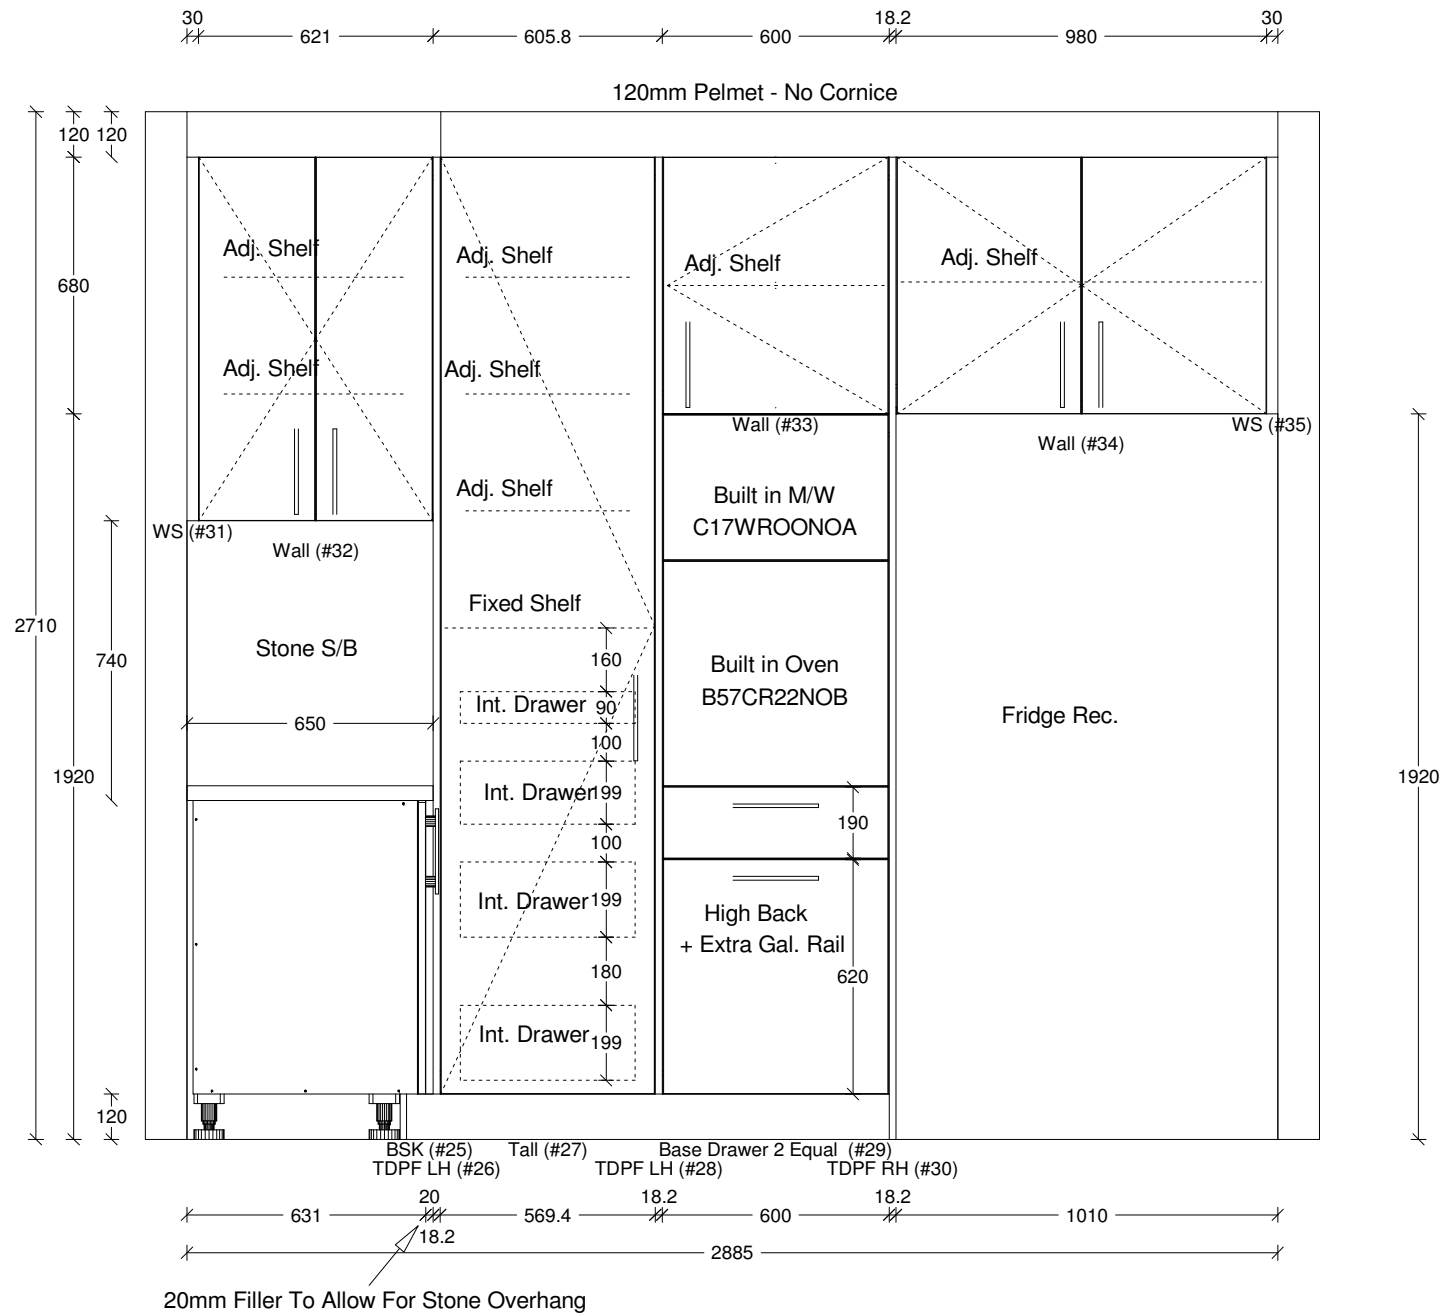 30
621
605.8
600
18.2
980
30
120mm Pelmet - No Cornice
120 120
Adj. Shelf
Adj. Shelf
Adj. Shelf
Adj. Shelf
680
Adj. Shelf
Adj. Shelf
Wall (#33)
WS (#35)
Wall (#34)
Adj. Shelf
Built in M/W
C17WROONOA
WS (#31)
Wall (#32)
2710
Fixed Shelf
Stone S/B
740
160
Built in Oven
B57CR22NOB
Int. Drawer
90
650
Fridge Rec.
100
1920
1920
Int. Drawer
199
190
100
Int. Drawer
199
High Back
+ Extra Gal. Rail
180
620
Int. Drawer
199
120
BSK (#25)
Tall (#27)
Base Drawer 2 Equal (#29)
TDPF LH (#26)
TDPF LH (#28)
TDPF RH (#30)
631
20
18.2
569.4
18.2
600
18.2
1010
2885
20mm Filler To Allow For Stone Overhang